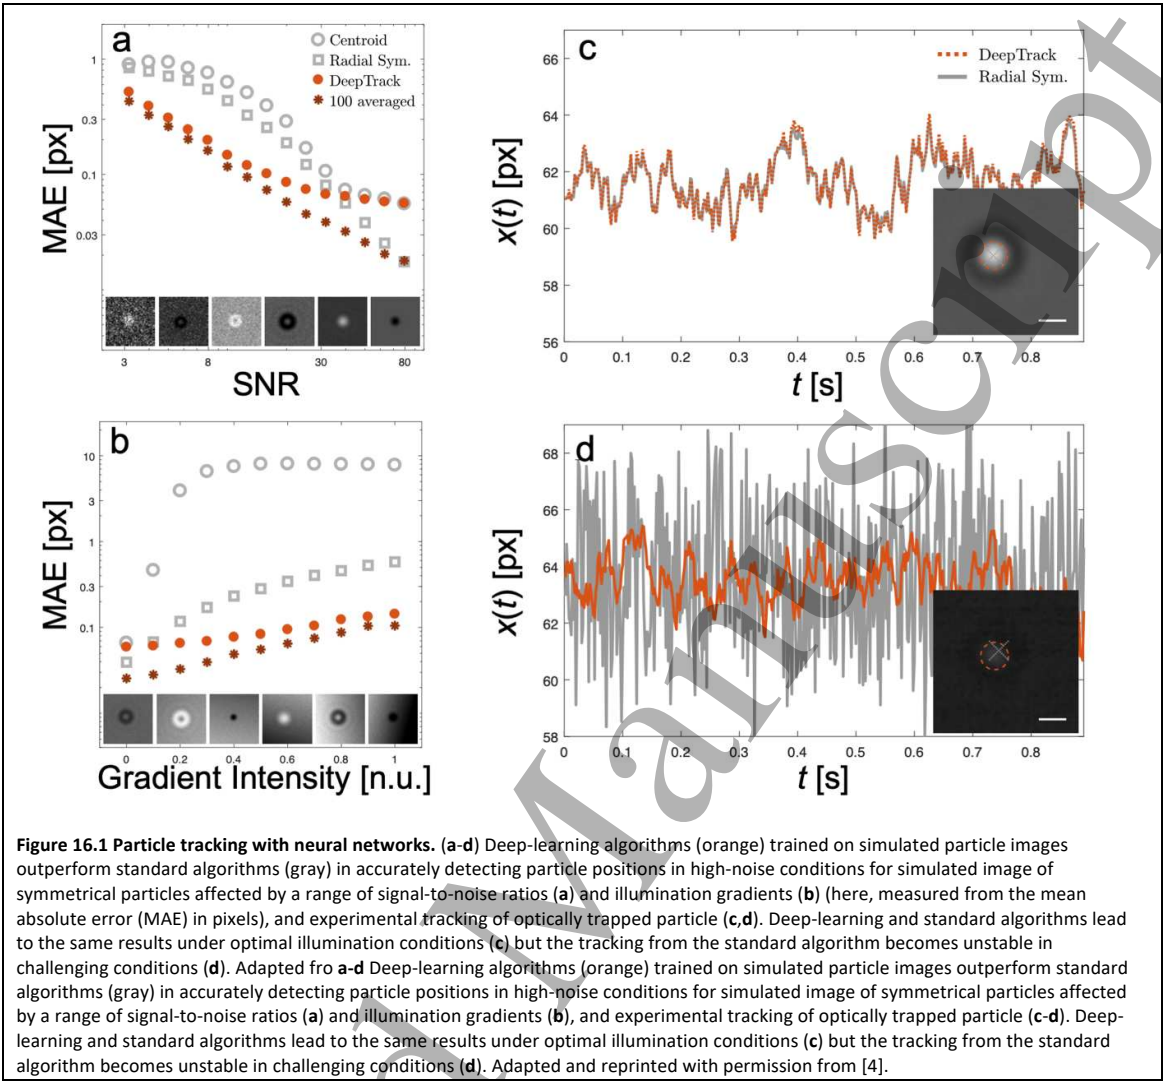 a
Centroid
Radial Sym.
DeepTrack
100 averaged
1
0.3
0.1
0.03
MAE [px]
3
8
30
80
SNR
c
DeepTrack
Radial Sym.
66
64
62
60
58
56
x(t) [px]
0
0.1
0.2
0.3
0.4
0.5
0.6
0.7
0.8
t [s]
b
10
3
1
0.3
0.1
MAE [px]
0
0.2
0.4
0.6
0.8
1
Gradient Intensity [n.u.]
d
68
66
64
62
60
58
x(t) [px]
0
0.1
0.2
0.3
0.4
0.5
0.6
0.7
0.8
t [s]
Figure 16.1 Particle tracking with neural networks. (a-d) Deep-learning algorithms (orange) trained on simulated particle images
outperform standard algorithms (gray) in accurately detecting particle positions in high-noise conditions for simulated image of
symmetrical particles affected by a range of signal-to-noise ratios (a) and illumination gradients (b) (here, measured from the mean
absolute error (MAE) in pixels), and experimental tracking of optically trapped particle (c,d). Deep-learning and standard algorithms lead
to the same results under optimal illumination conditions (c) but the tracking from the standard algorithm becomes unstable in
challenging conditions (d). Adapted fro a-d Deep-learning algorithms (orange) trained on simulated particle images outperform standard
algorithms (gray) in accurately detecting particle positions in high-noise conditions for simulated image of symmetrical particles affected
by a range of signal-to-noise ratios (a) and illumination gradients (b), and experimental tracking of optically trapped particle (c-d). Deep-
learning and standard algorithms lead to the same results under optimal illumination conditions (c) but the tracking from the standard
algorithm becomes unstable in challenging conditions (d). Adapted and reprinted with permission from [4].
d Manuscript